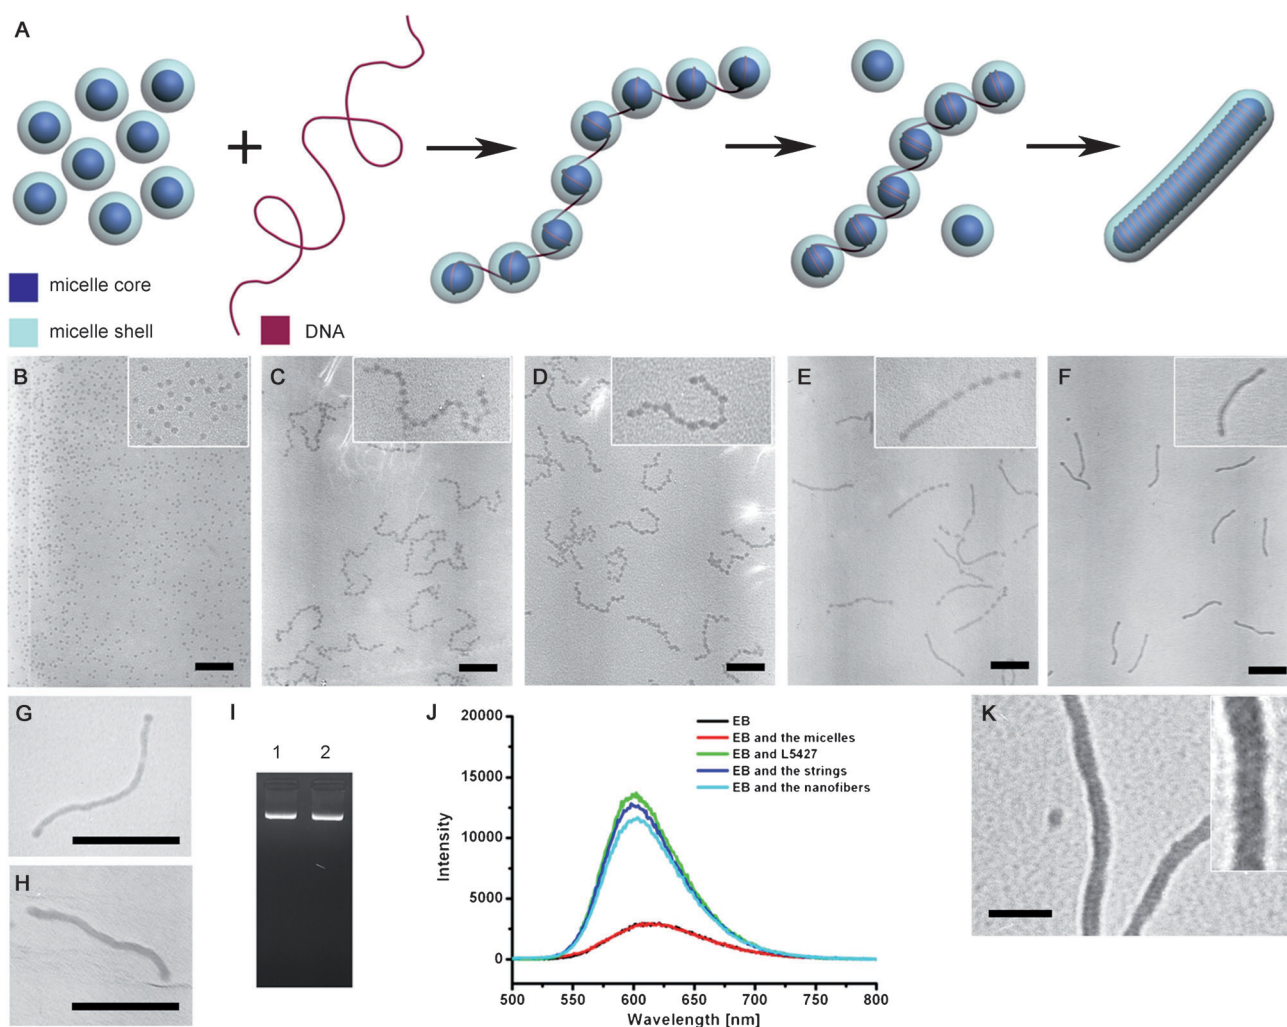 A
+
micelle core
micelle shell
DNA
B
C
D
E
F
G
H
I
1 2
J
20000
15000
10000
5000
0
Intensity
EB
EB and the micelles
EB and L5427
EB and the strings
EB and the nanofibers
500 550 600 650 700 750 800
Wavelength [nm]
K